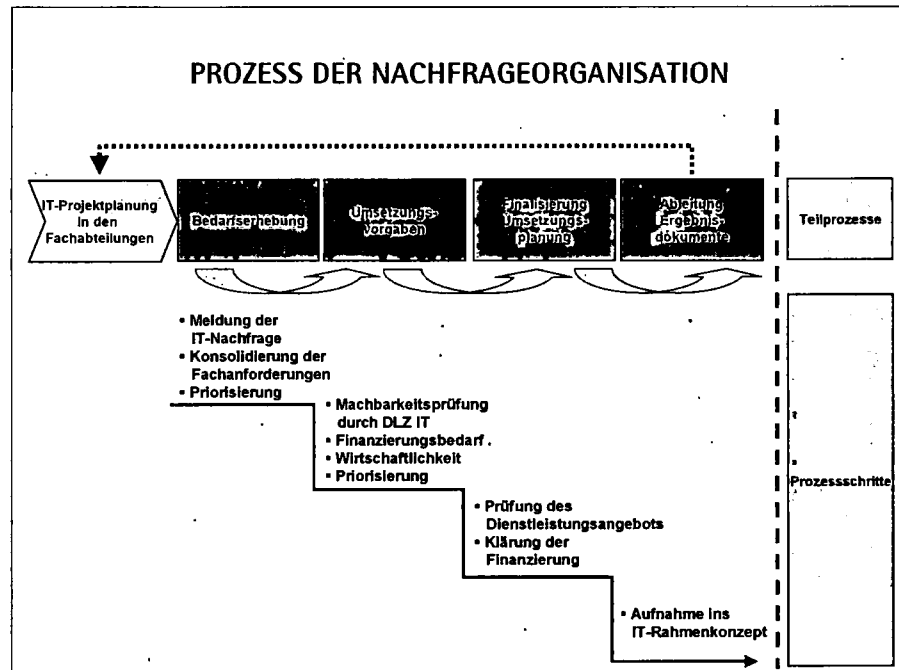 PROZESS DER NACHFRAGEORGANISATION
IT-Projektplanung
in den
Fachabteilungen
Bedarfserhebung
Umsetzungs-
vorgaben
Finalisierung
Umsetzungs-
planung
Ableitung
Ergebnis-
dokumente
Teilprozesse
▪ Meldung der
IT-Nachfrage
▪ Konsolidierung der
Fachanforderungen
▪ Priorisierung
▪ Machbarkeitsprüfung
durch DLZ IT
▪ Finanzierungsbedarf
▪ Wirtschaftlichkeit
▪ Priorisierung
▪ Prüfung des
Dienstleistungsangebots
▪ Klärung der
Finanzierung
▪ Aufnahme ins
IT-Rahmenkonzept
Prozessschritte